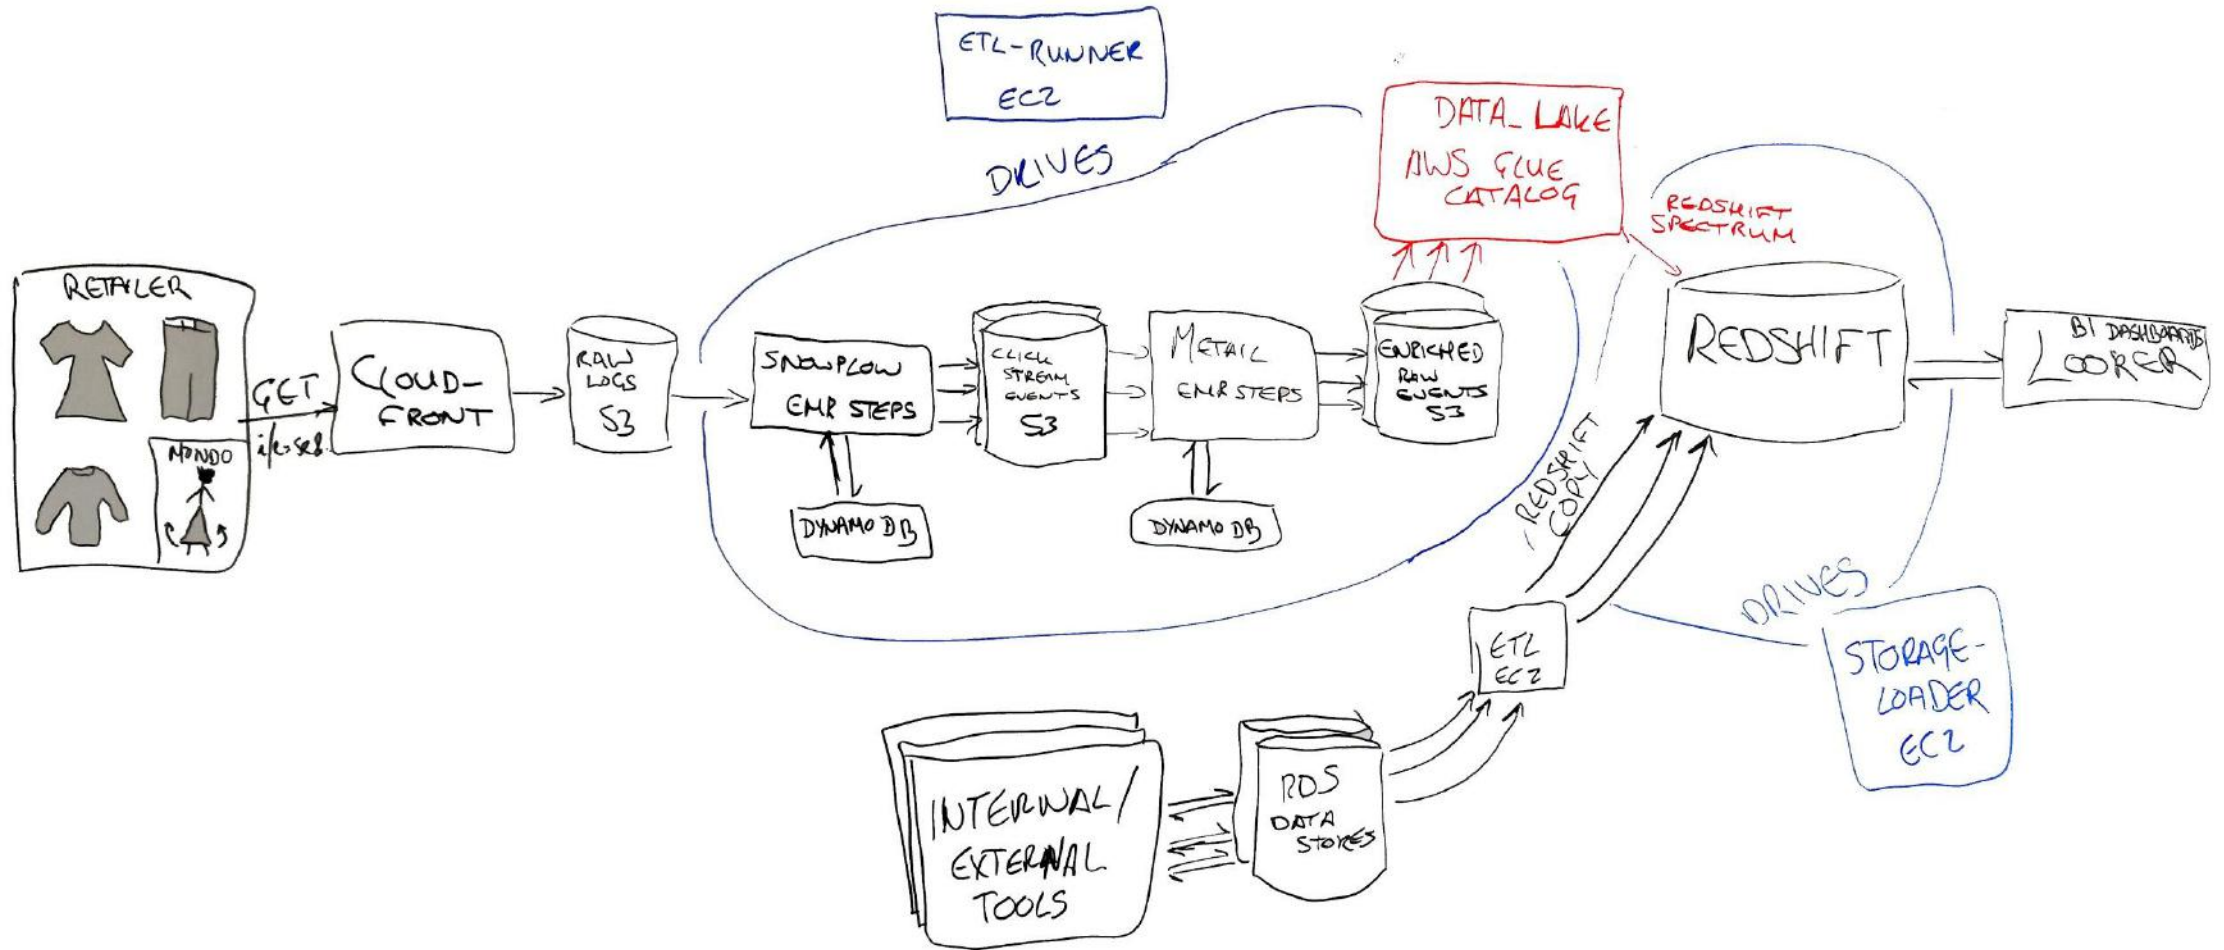 ETL-RUNNER
EC2
DRIVES
DATA_LAKE
AWS GLUE
CATALOG
REDSHIFT
SPECTRUM
RETAILER
MONDO
GET
CLOUD-
FRONT
RAW
LOGS
S3
SNOWPLOW
EMR STEPS
DYNAMO DB
CLICK
STREAM
EVENTS
S3
METAIL
EMR STEPS
DYNAMO DB
ENRICHED
RAW
EVENTS
S3
REDSHIFT
COPY
REDSHIFT
BI DASHBOARDS
LOOKER
DRIVES
STORAGE-
LOADER
EC2
ETL
EC2
INTERNAL/
EXTERNAL
TOOLS
RDS
DATA
STORES